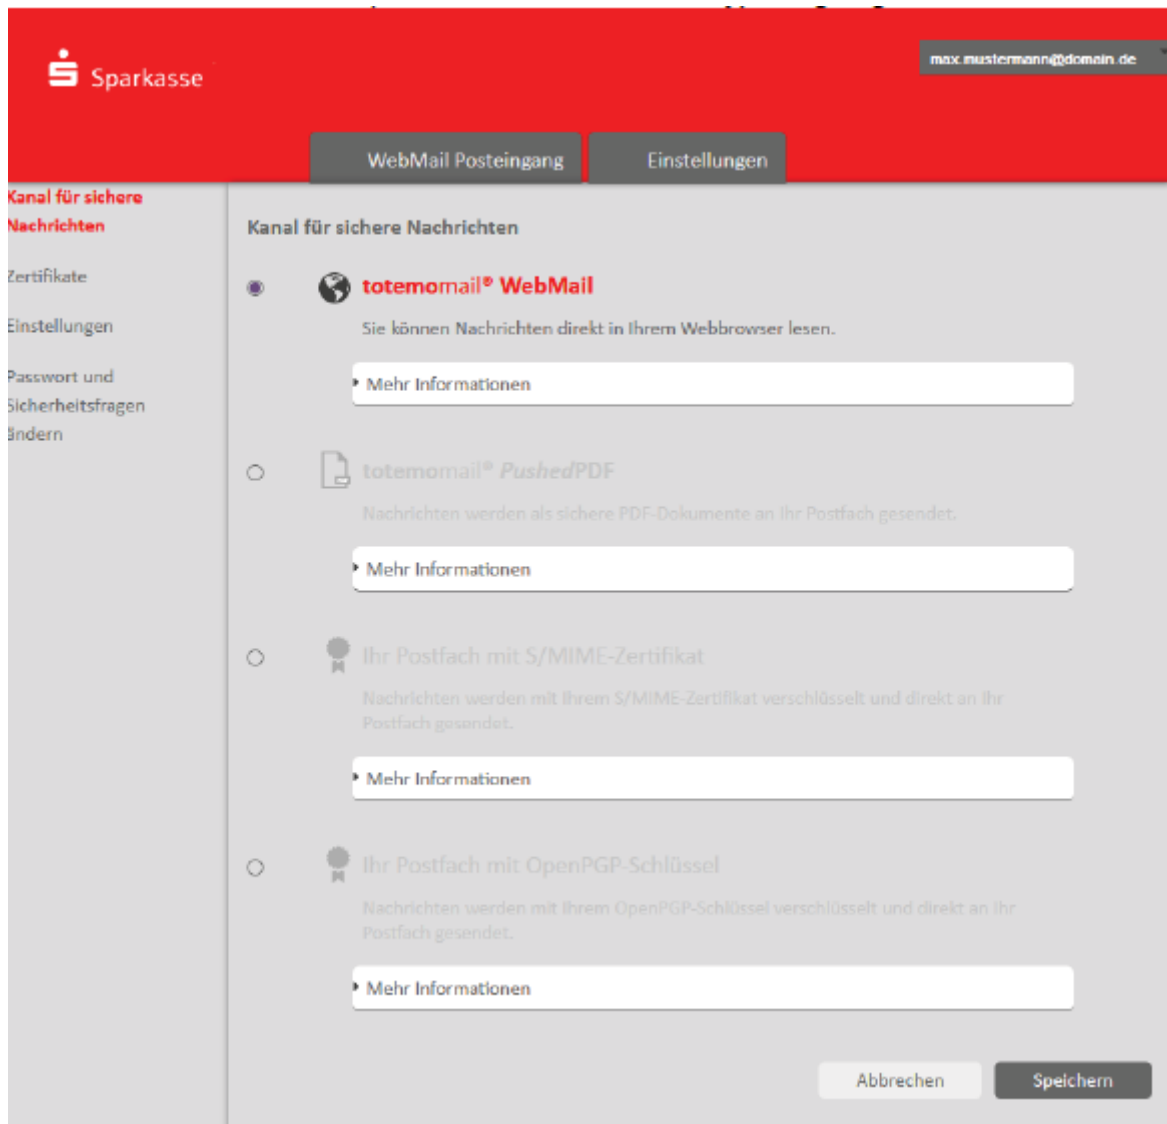 Sparkasse
max.mustermann@domain.de
WebMail Posteingang
Einstellungen
Kanal für sichere
Nachrichten
Zertifikate
Einstellungen
Passwort und
Sicherheitsfragen
ändern
Kanal für sichere Nachrichten
totemomail® WebMail
Sie können Nachrichten direkt in Ihrem Webbrowser lesen.
Mehr Informationen
totemomail® PushedPDF
Nachrichten werden als sichere PDF-Dokumente an Ihr Postfach gesendet.
Mehr Informationen
Ihr Postfach mit S/MIME-Zertifikat
Nachrichten werden mit Ihrem S/MIME-Zertifikat verschlüsselt und direkt an Ihr
Postfach gesendet.
Mehr Informationen
Ihr Postfach mit OpenPGP-Schlüssel
Nachrichten werden mit Ihrem OpenPGP-Schlüssel verschlüsselt und direkt an Ihr
Postfach gesendet.
Mehr Informationen
Abbrechen
Speichern